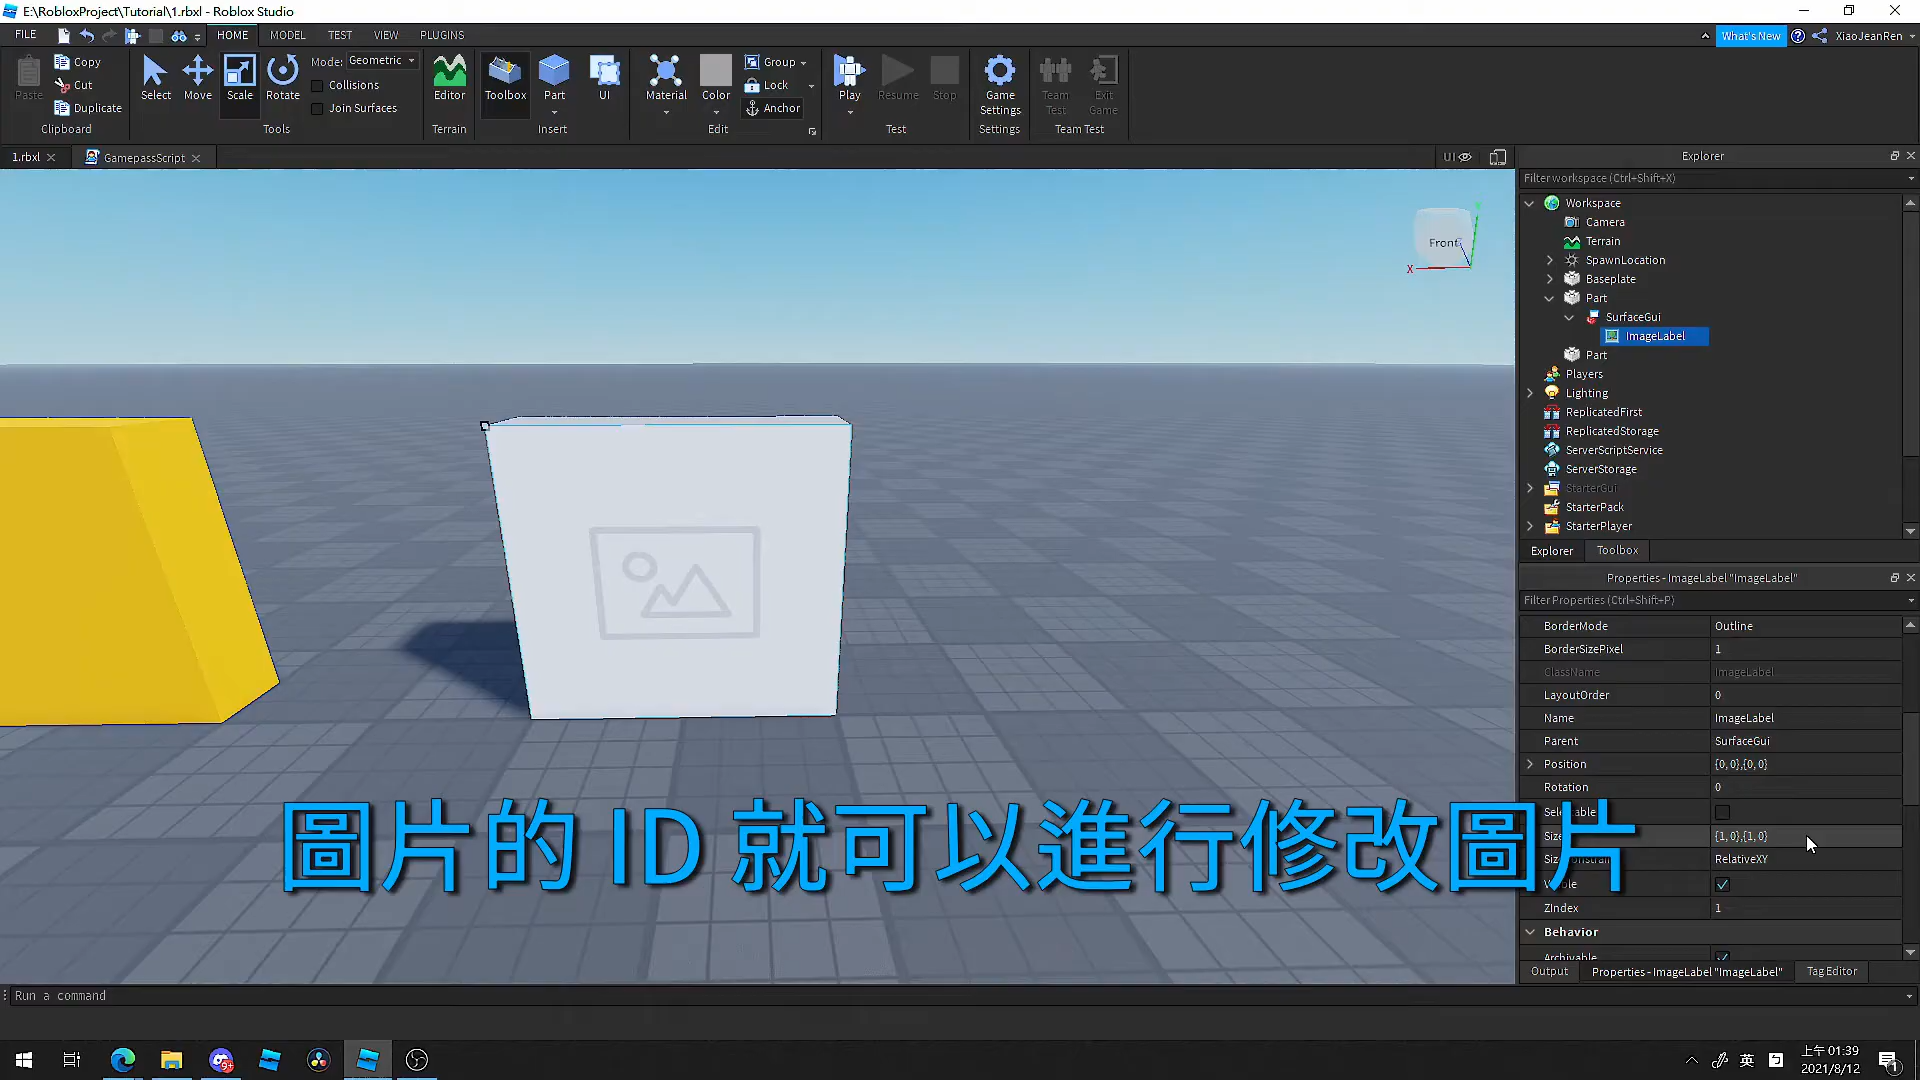 E:\RobloxProject\Tutorial\1.rbxl - Roblox Studio
FILE HOME MODEL TEST VIEW PLUGINS What's New XiaoJeanRen
Paste Copy Cut Duplicate Clipboard
Select Move Scale Rotate Mode: Geometric Collisions Join Surfaces Tools
Editor Terrain
Toolbox Part UI Insert
Material Color Group Lock Anchor Edit
Play Resume Stop Test
Game Settings Settings
Team Test Exit Game Team Test
1.rbxl GamepassScript UI
Front
X
圖片的 ID 就可以進行修改圖片
Explorer
Filter workspace (Ctrl+Shift+X)
Workspace
Camera
Terrain
SpawnLocation
Baseplate
Part
SurfaceGui
ImageLabel
Part
Players
Lighting
ReplicatedFirst
ReplicatedStorage
ServerScriptService
ServerStorage
StarterGui
StarterPack
StarterPlayer
Explorer Toolbox
Properties - ImageLabel "ImageLabel"
Filter Properties (Ctrl+Shift+P)
BorderMode Outline
BorderSizePixel 1
ClassName ImageLabel
LayoutOrder 0
Name ImageLabel
Parent SurfaceGui
Position {0, 0},{0, 0}
Rotation 0
{1, 0},{1, 0}
RelativeXY
ZIndex 1
Behavior
Archivable
Output Properties - ImageLabel "ImageLabel" Tag Editor
Run a command
9+
英
上午 01:39
2021/8/12
1